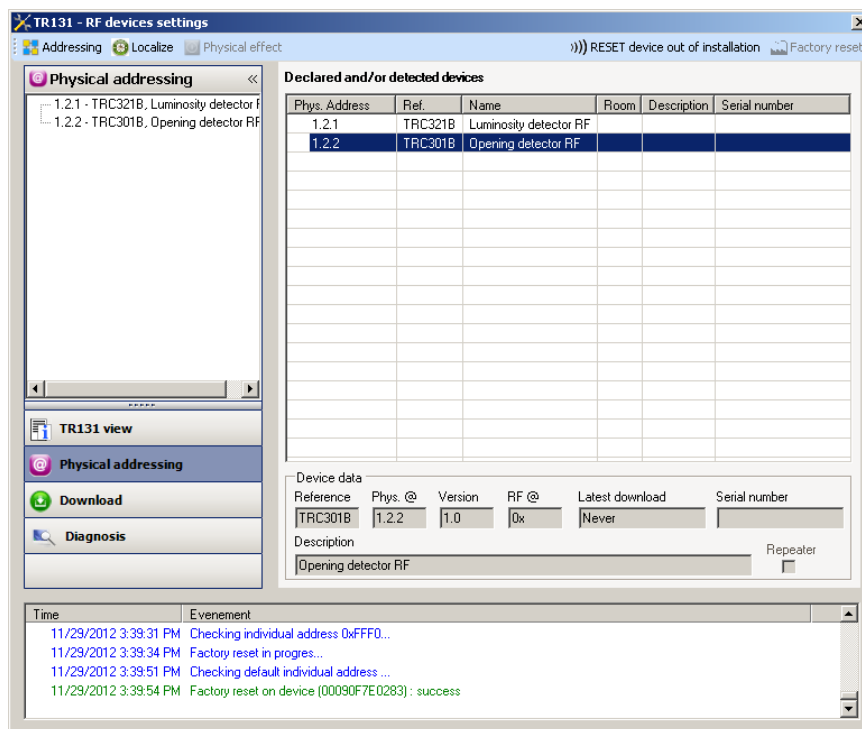 TR131 - RF devices settings
Addressing Localize Physical effect ))) RESET device out of installation Factory reset
Physical addressing «
1.2.1 - TRC321B, Luminosity detector
1.2.2 - TRC301B, Opening detector RF
TR131 view
Physical addressing
Download
Diagnosis
Declared and/or detected devices
Phys. Address Ref. Name Room Description Serial number
1.2.1 TRC321B Luminosity detector RF
1.2.2 TRC301B Opening detector RF
Device data
Reference Phys. @ Version RF @ Latest download Serial number
TRC301B 1.2.2 1.0 0x Never
Description
Repeater
Opening detector RF
Time Evenement
11/29/2012 3:39:31 PM Checking individual address 0xFFF0...
11/29/2012 3:39:34 PM Factory reset in progres...
11/29/2012 3:39:51 PM Checking default individual address ...
11/29/2012 3:39:54 PM Factory reset on device (00090F7E0283) : success